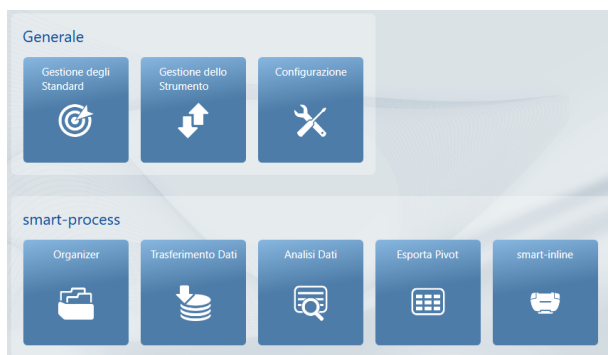 Generale
Gestione degli
Standard
Gestione dello
Strumento
Configurazione
smart-process
Organizer
Trasferimento Dati
Analisi Dati
Esporta Pivot
smart-inline